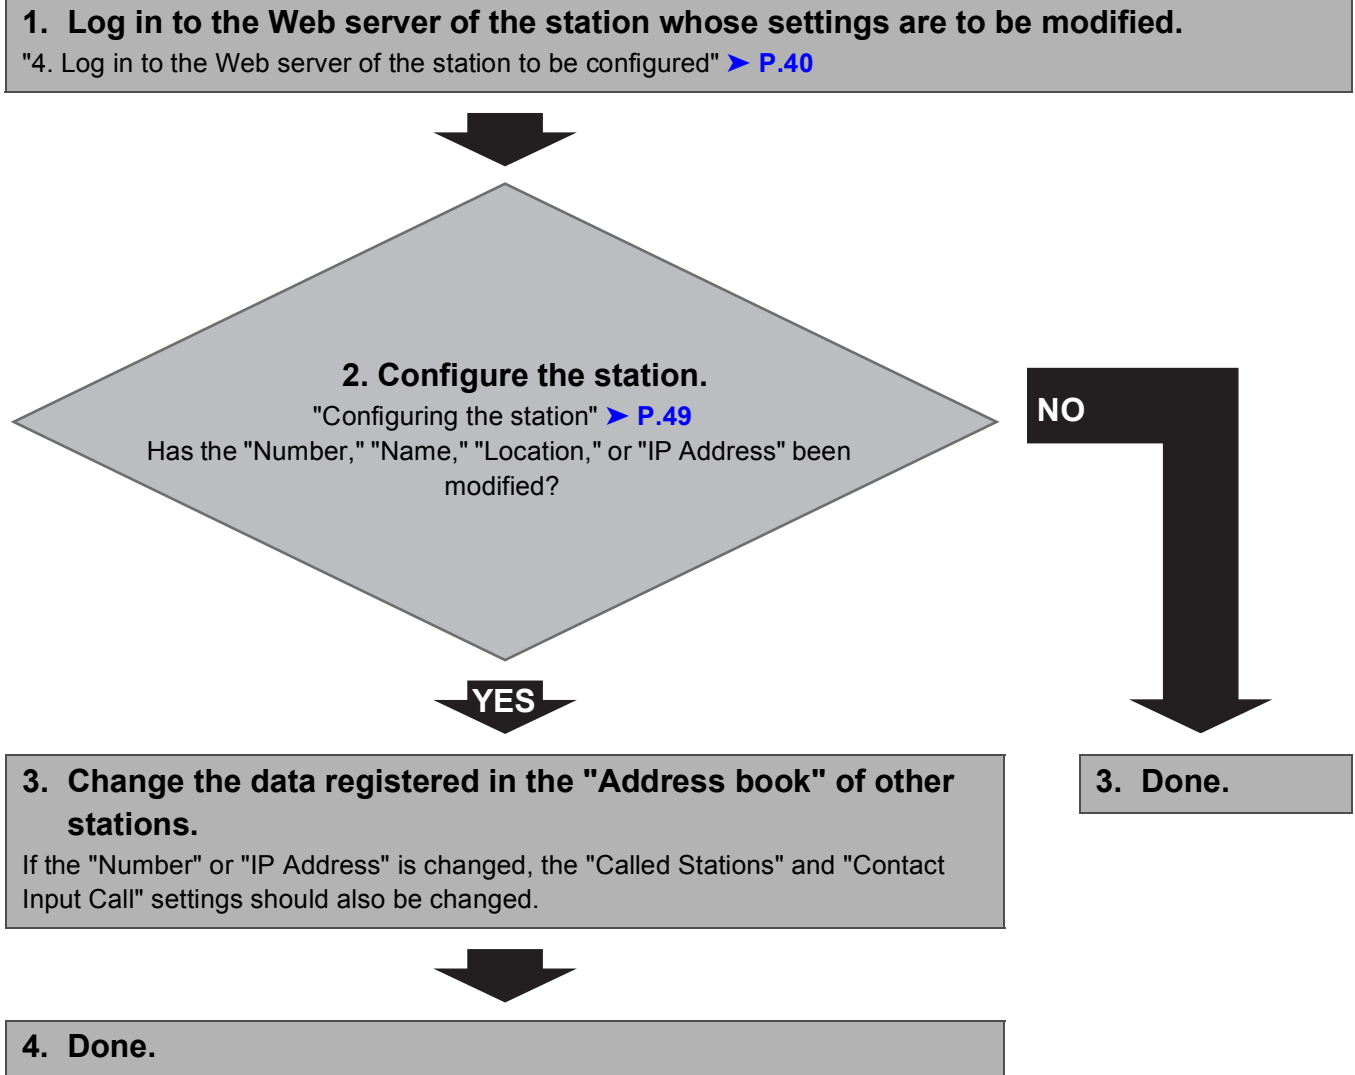 1. Log in to the Web server of the station whose settings are to be modified.
"4. Log in to the Web server of the station to be configured" ➤ P.40
2. Configure the station.
"Configuring the station" ➤ P.49
Has the "Number," "Name," "Location," or "IP Address" been
modified?
NO
YES
3. Change the data registered in the "Address book" of other
stations.
If the "Number" or "IP Address" is changed, the "Called Stations" and "Contact
Input Call" settings should also be changed.
3. Done.
4. Done.